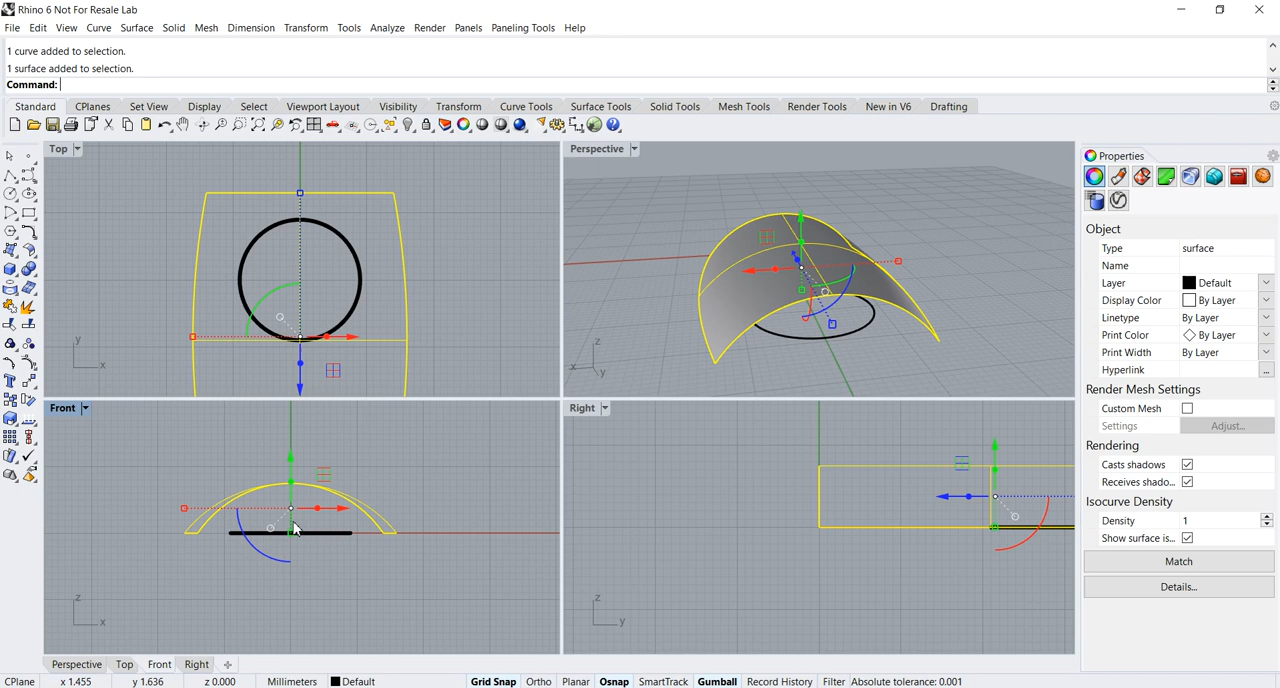 Rhino 6 Not For Resale Lab
File Edit View Curve Surface Solid Mesh Dimension Transform Tools Analyze Render Panels Paneling Tools Help
1 curve added to selection.
1 surface added to selection.
Command:
Standard CPlanes Set View Display Select Viewport Layout Visibility Transform Curve Tools Surface Tools Solid Tools Mesh Tools Render Tools New in V6 Drafting
Top
Perspective
Properties
Object
Type surface
Name
Layer Default
Display Color By Layer
Linetype By Layer
Print Color By Layer
Print Width By Layer
Hyperlink ...
Render Mesh Settings
Custom Mesh
Settings Adjust...
Rendering
Casts shadows
Receives shado...
Isocurve Density
Density 1
Show surface is...
Match
Details...
y
x
z
x
y
Front
Right
z
x
z
y
Perspective Top Front Right
CPlane x 1.455 y 1.636 z 0.000 Millimeters Default Grid Snap Ortho Planar Osnap SmartTrack Gumball Record History Filter Absolute tolerance: 0.001